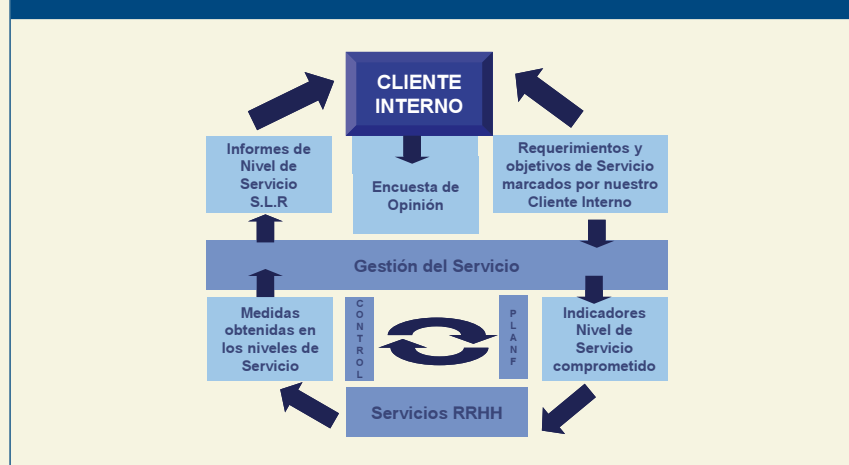 CLIENTE
INTERNO
Informes de
Nivel de
Servicio
S.L.R
Encuesta de
Opinión
Requerimientos y
objetivos de Servicio
marcados por nuestro
Cliente Interno
Gestión del Servicio
Medidas
obtenidas en
los niveles de
Servicio
C
O
N
T
R
O
L
P
L
A
N
F
Indicadores
Nivel de
Servicio
comprometido
Servicios RRHH